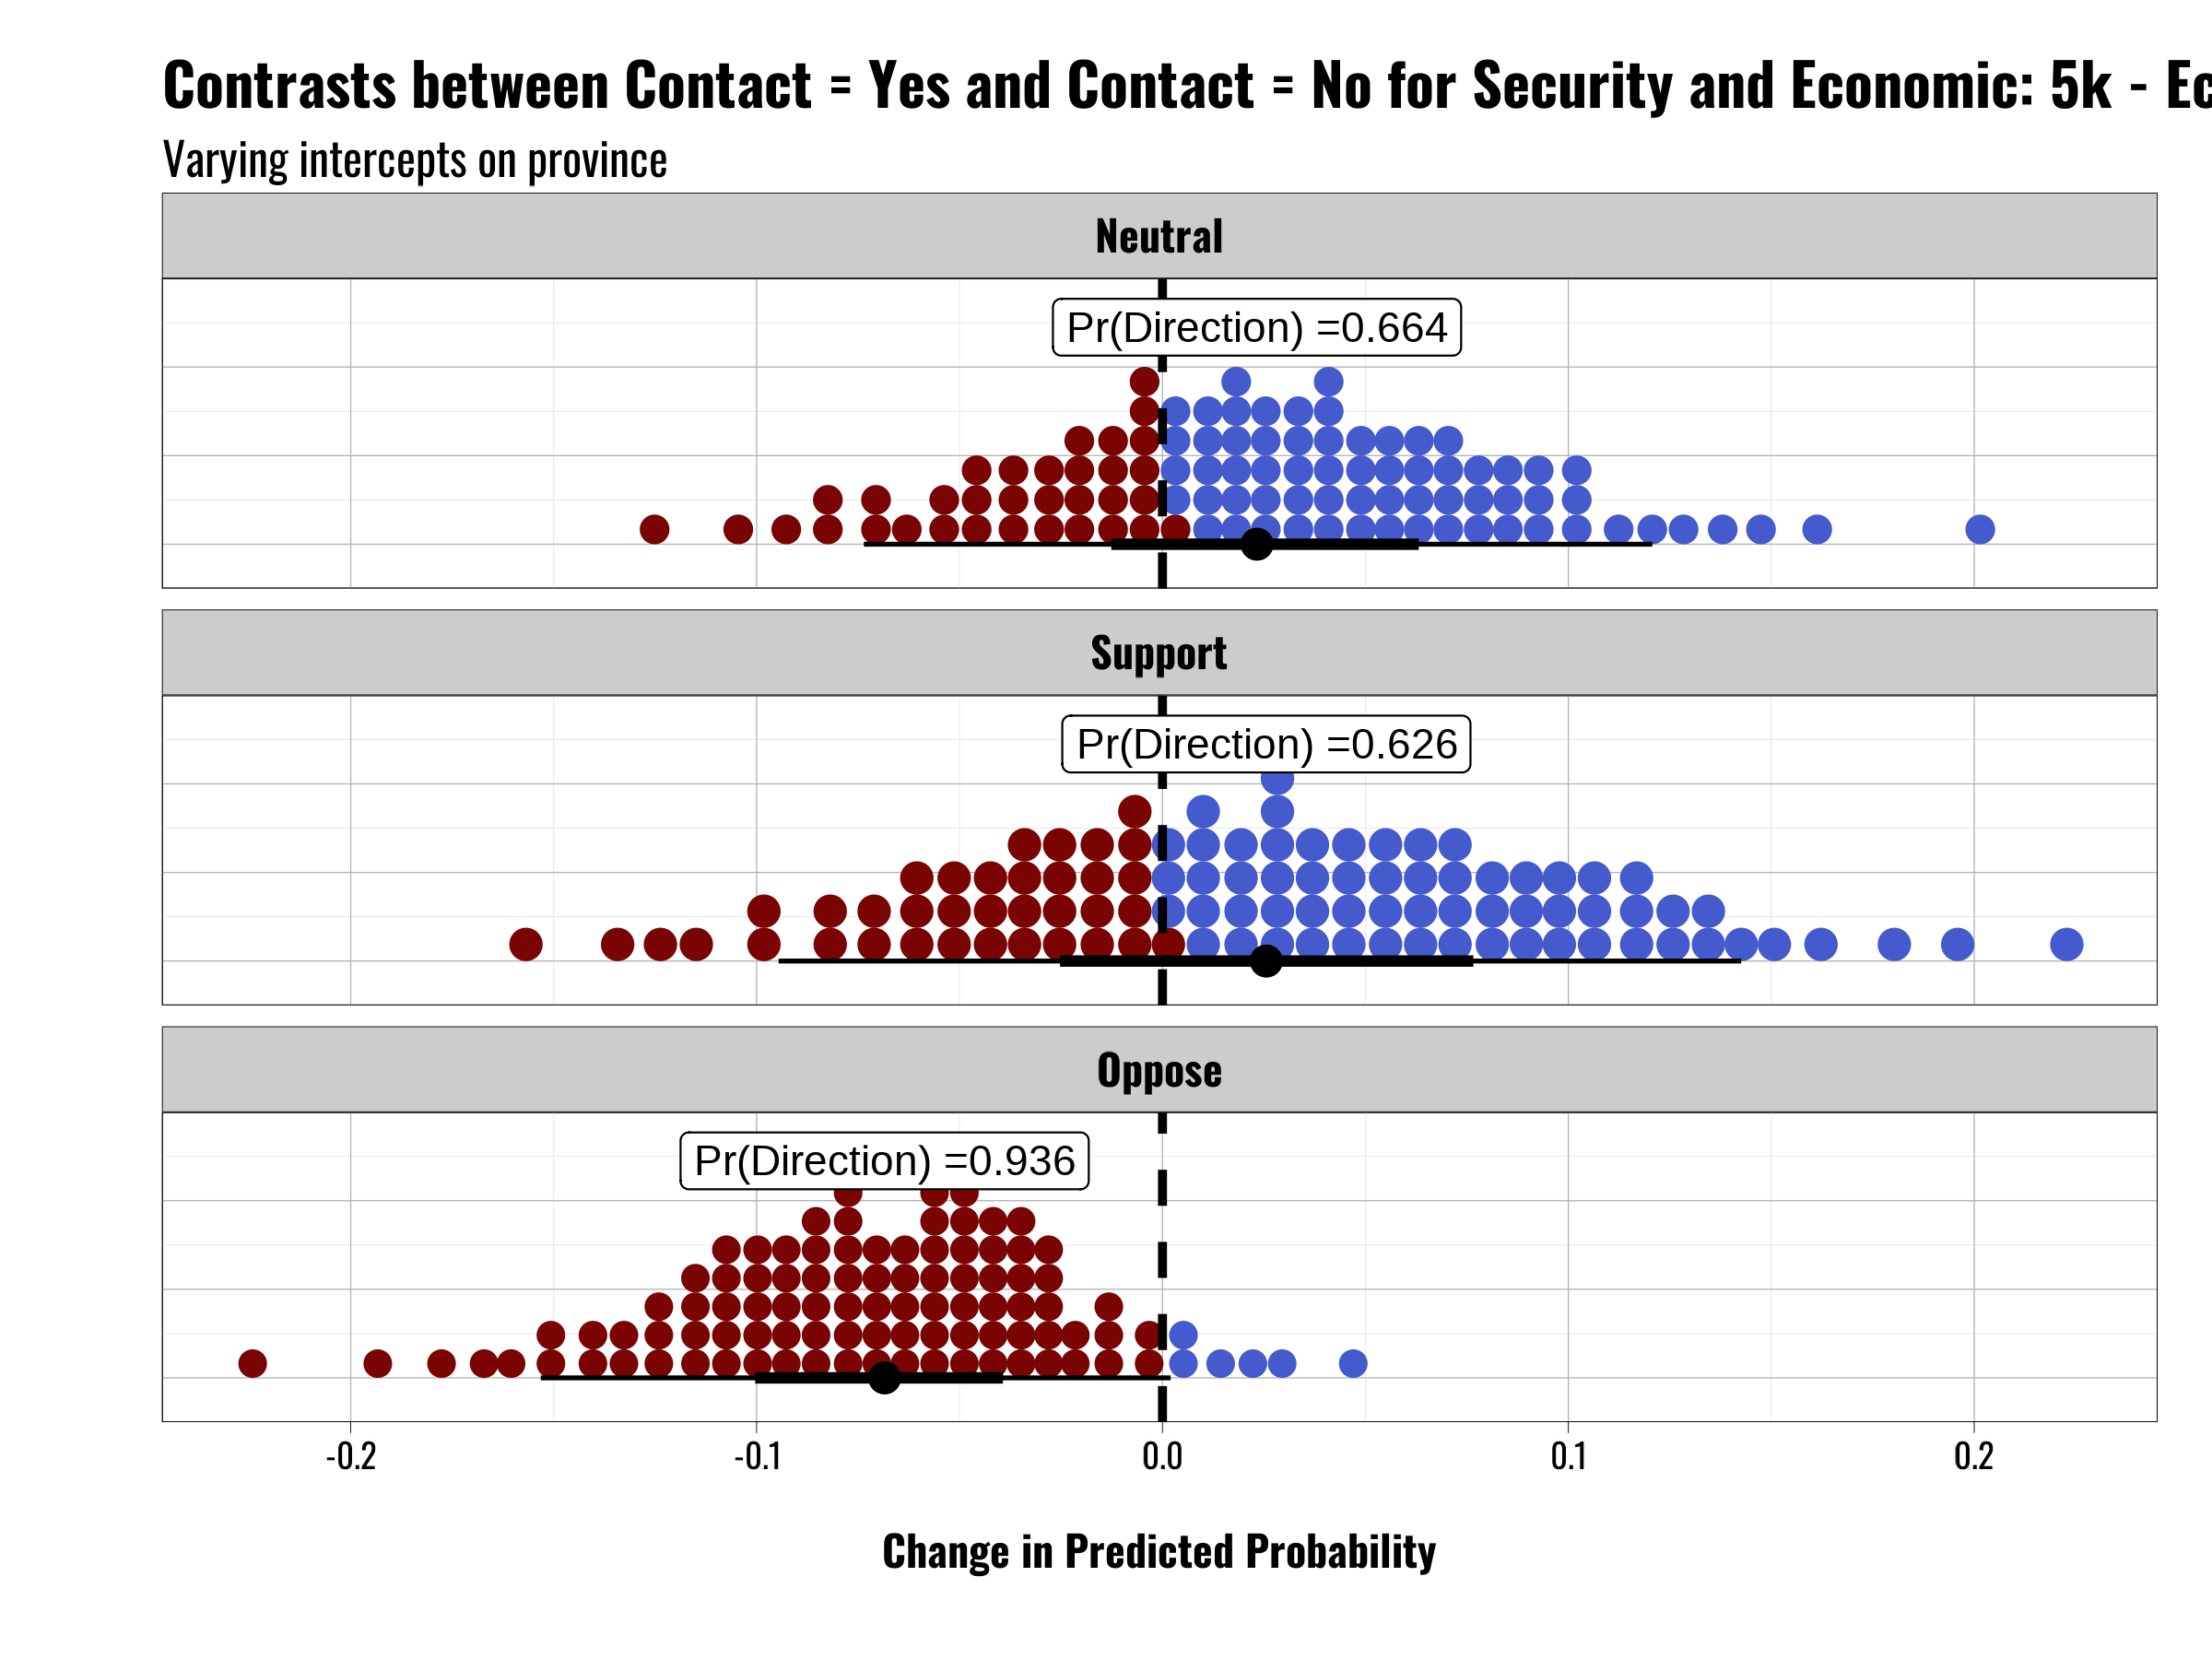 Contrasts between Contact = Yes and Contact = No for Security and Economic: 5k - Ec
Varying intercepts on province
Neutral
Pr(Direction) =0.664
Support
Pr(Direction) =0.626
Oppose
Pr(Direction) =0.936
-0.2 -0.1 0.0 0.1 0.2
Change in Predicted Probability